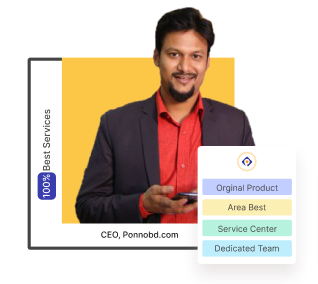 100% Best Services
CEO, Ponnobd.com
Orginal Product
Area Best
Service Center
Dedicated Team